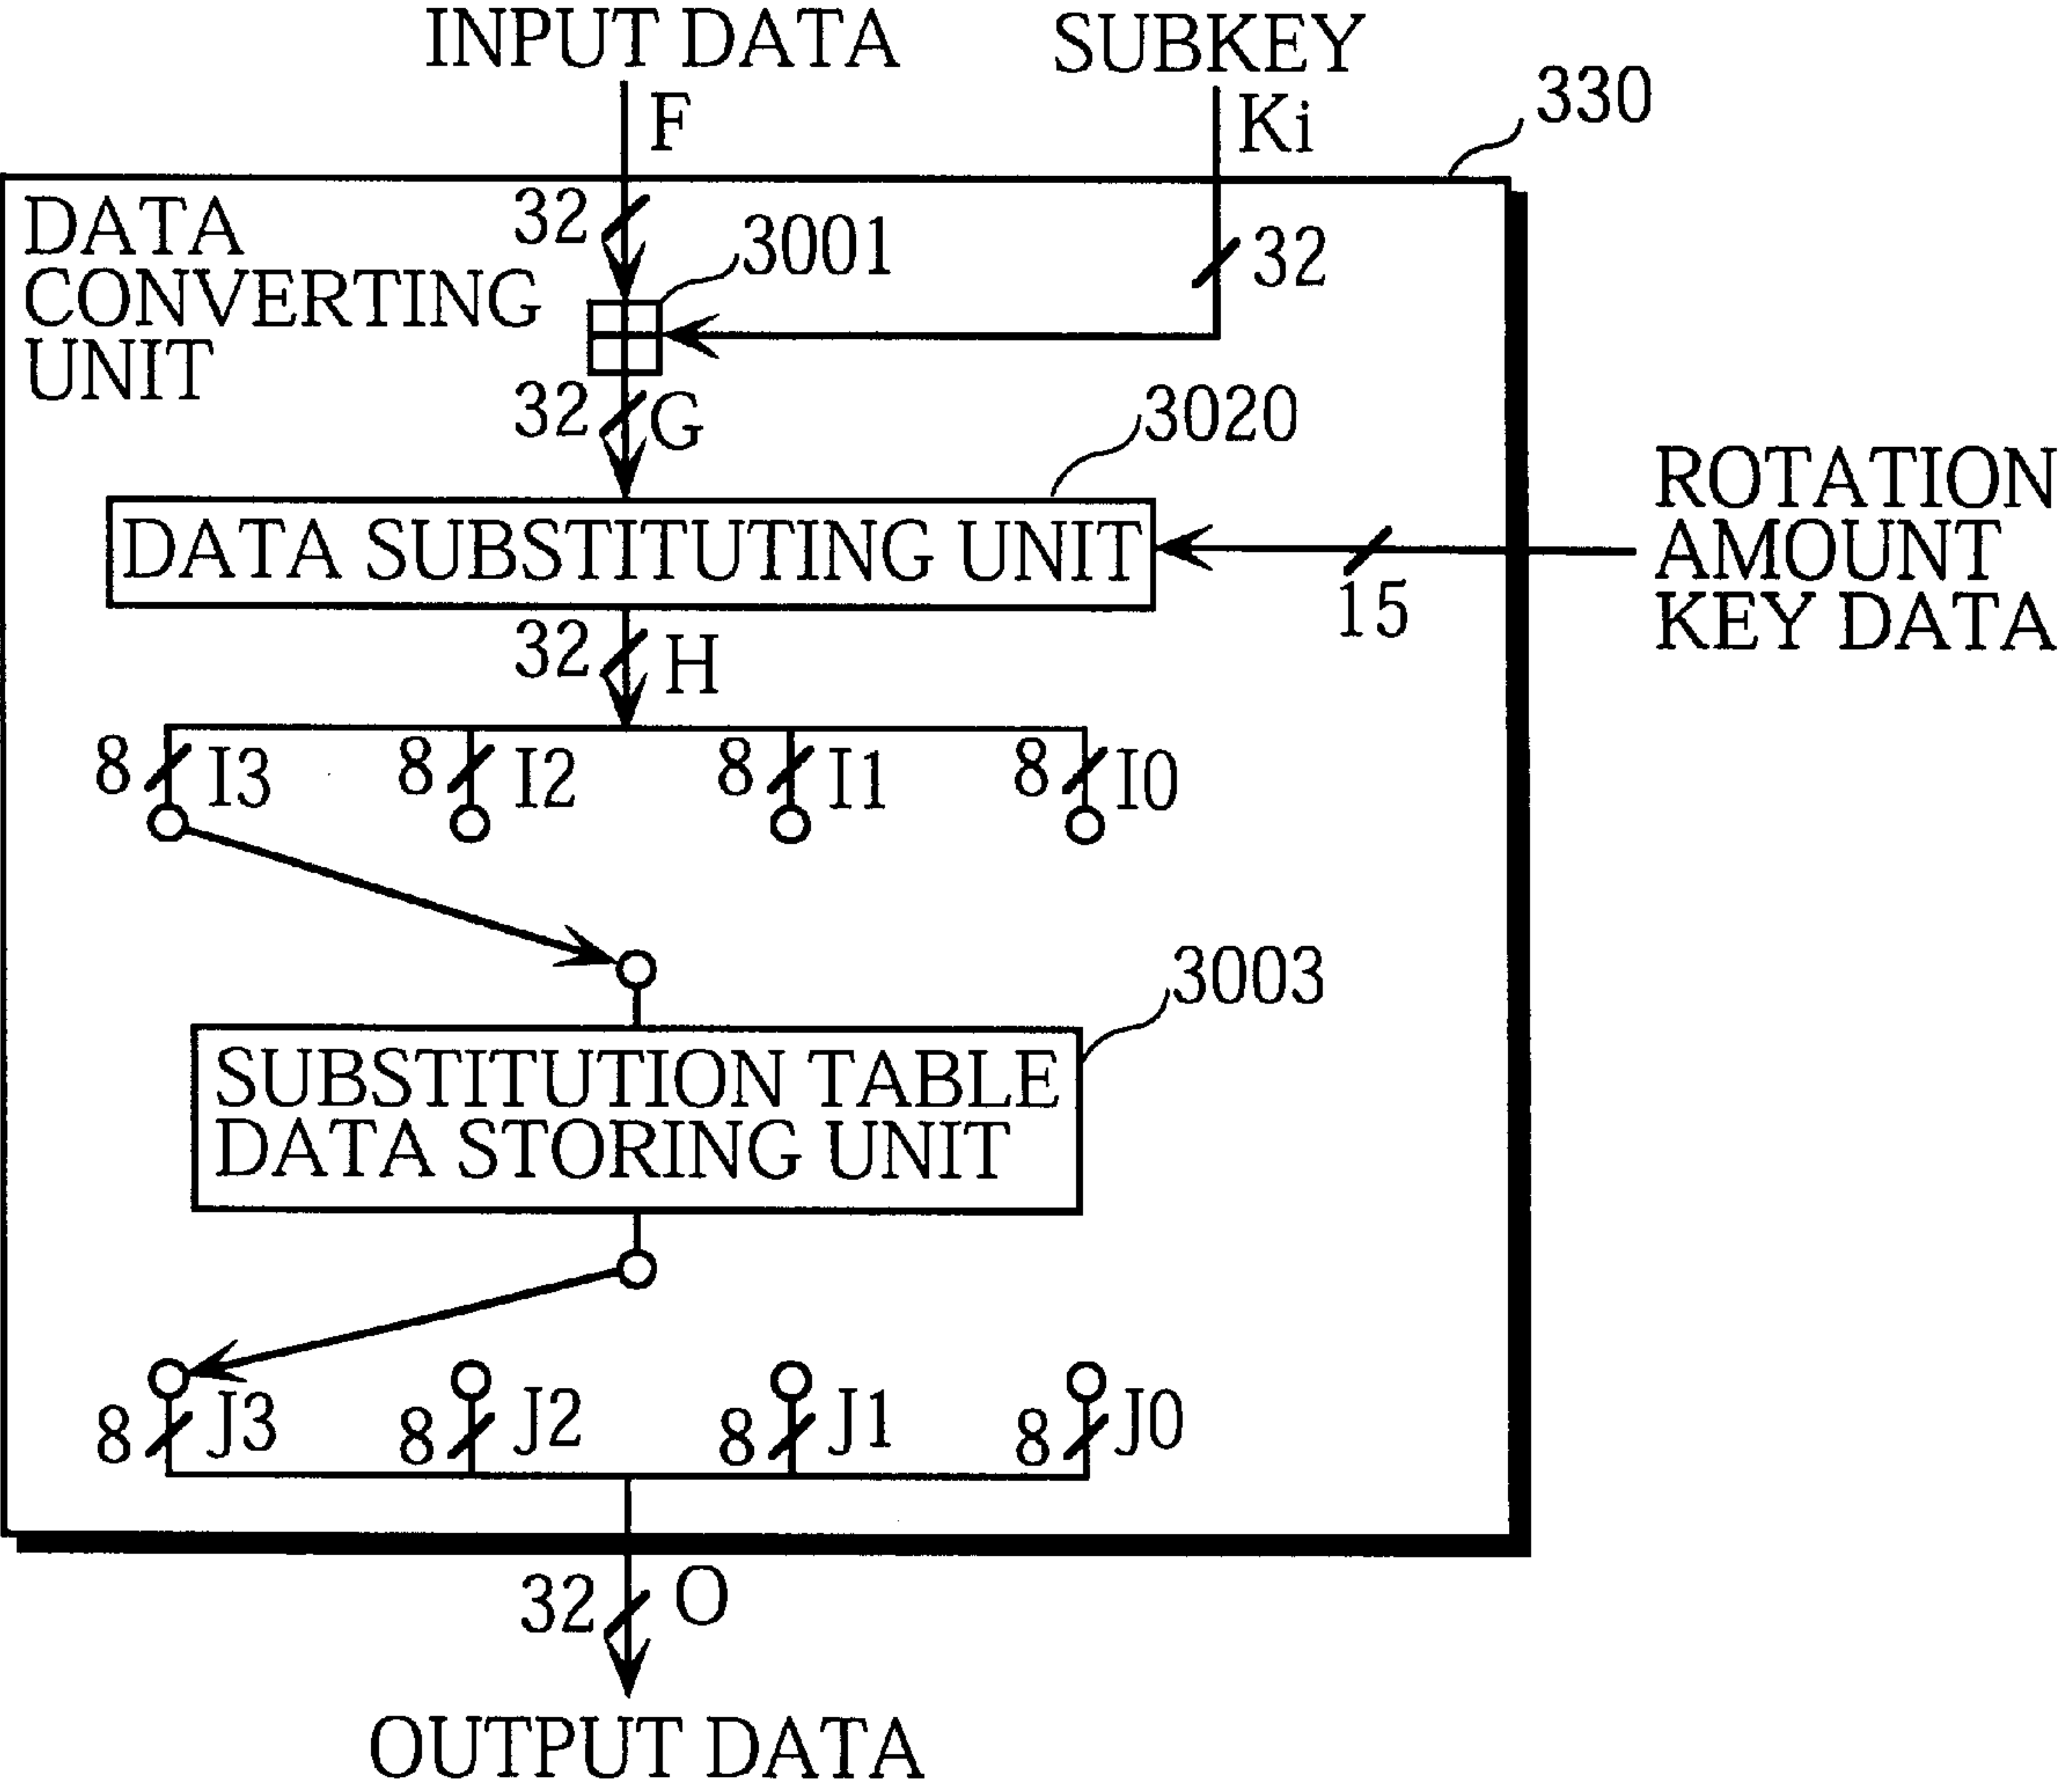 INPUT DATA
SUBKEY
F
Ki
330
DATA
CONVERTING
UNIT
32
3001
32
32
G
3020
DATA SUBSTITUTING UNIT
ROTATION
AMOUNT
KEY DATA
15
32
H
8
I3
8
I2
8
I1
8
I0
3003
SUBSTITUTION TABLE
DATA STORING UNIT
8
J3
8
J2
8
J1
8
J0
32
O
OUTPUT DATA